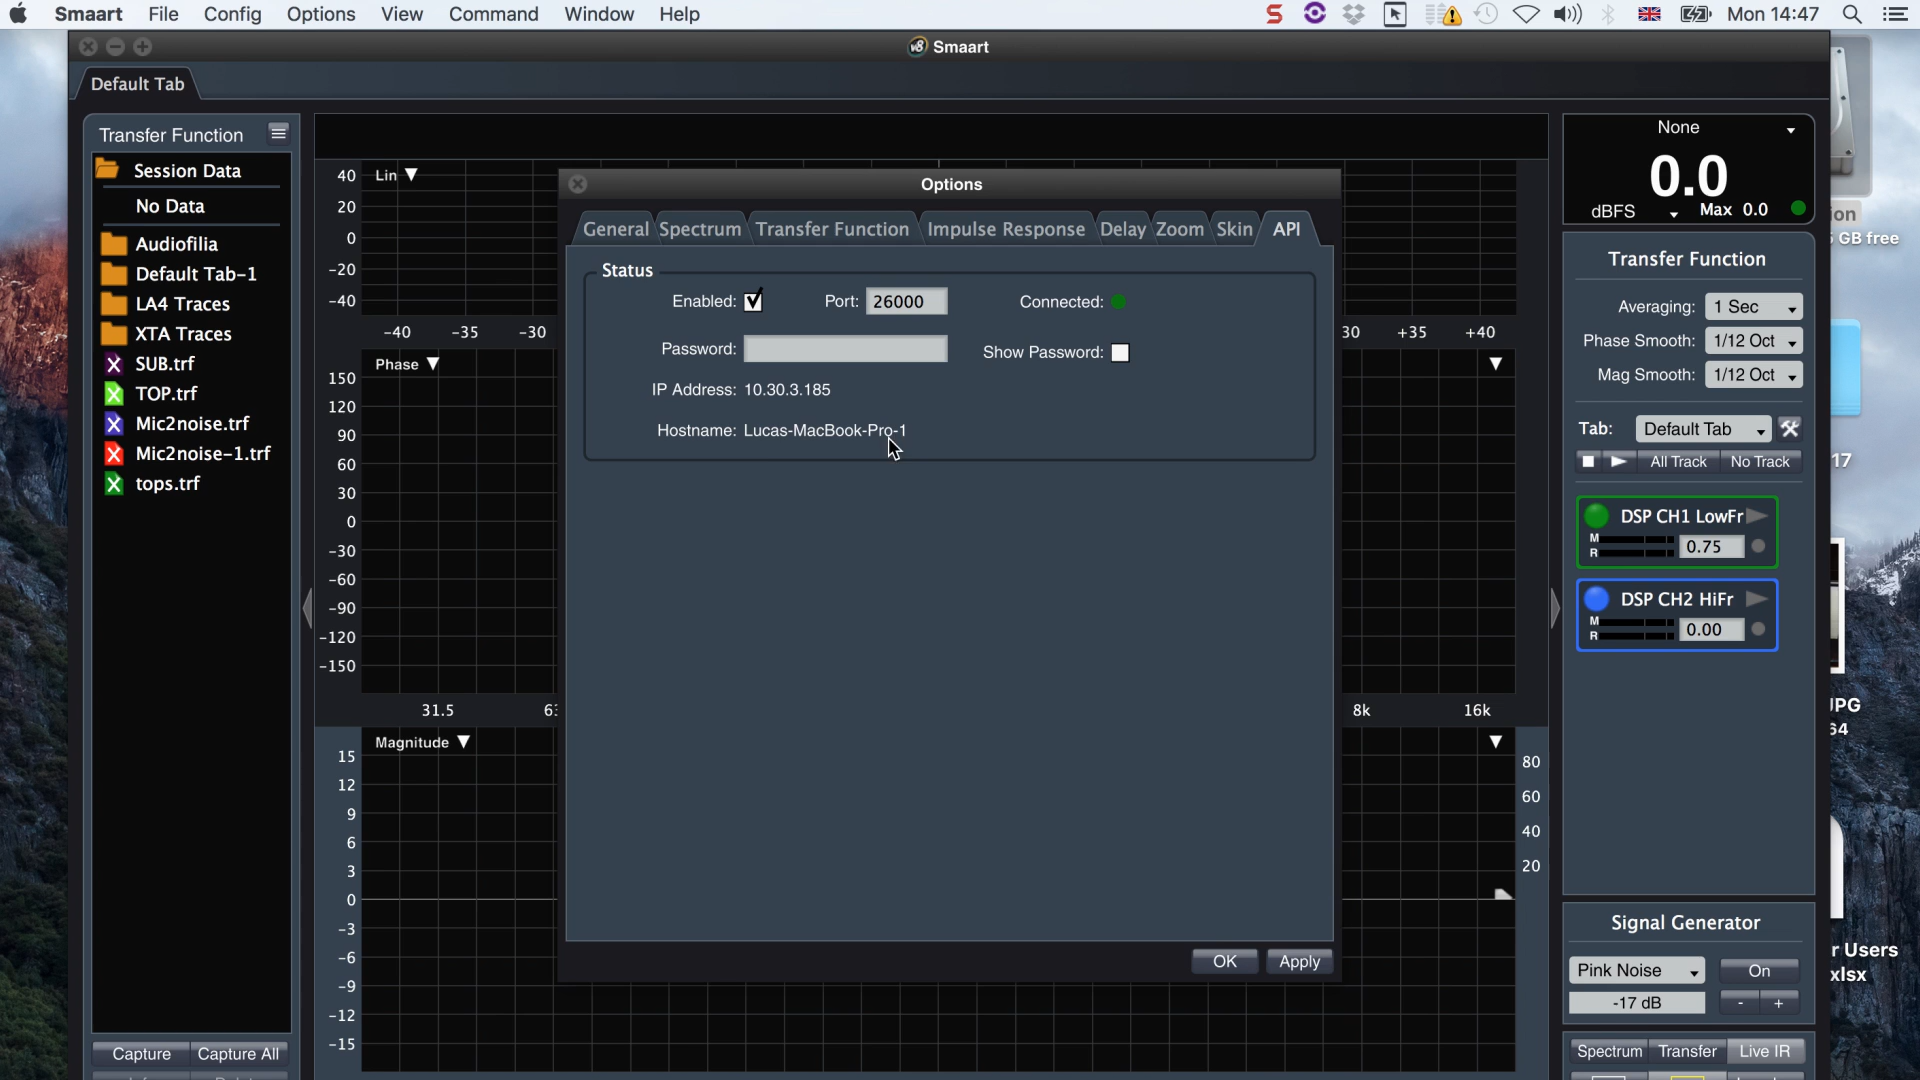 Smaart File Config Options View Command Window Help
Mon 14:47
v8 Smaart
Default Tab
Transfer Function
Session Data
No Data
Audiofilia
Default Tab-1
LA4 Traces
XTA Traces
SUB.trf
TOP.trf
Mic2noise.trf
Mic2noise-1.trf
tops.trf
Capture Capture All
40 Lin
20
0
-20
-40
-40 -35 -30
30 +35 +40
Phase
150
120
90
60
30
0
-30
-60
-90
-120
-150
31.5
8k 16k
Magnitude
15
12
9
6
3
0
-3
-6
-9
-12
-15
80
60
40
20
Options
General Spectrum Transfer Function Impulse Response Delay Zoom Skin API
Status
Enabled: Port: 26000 Connected:
Password: Show Password:
IP Address: 10.30.3.185
Hostname: Lucas-MacBook-Pro-1
OK Apply
None
0.0
dBFS Max 0.0
Transfer Function
Averaging: 1 Sec
Phase Smooth: 1/12 Oct
Mag Smooth: 1/12 Oct
Tab: Default Tab
All Track No Track
DSP CH1 LowFr
M
R 0.75
DSP CH2 HiFr
M
R 0.00
Signal Generator
Pink Noise On
-17 dB - +
Spectrum Transfer Live IR
ion
GB free
17
JPG
64
r Users
xlsx